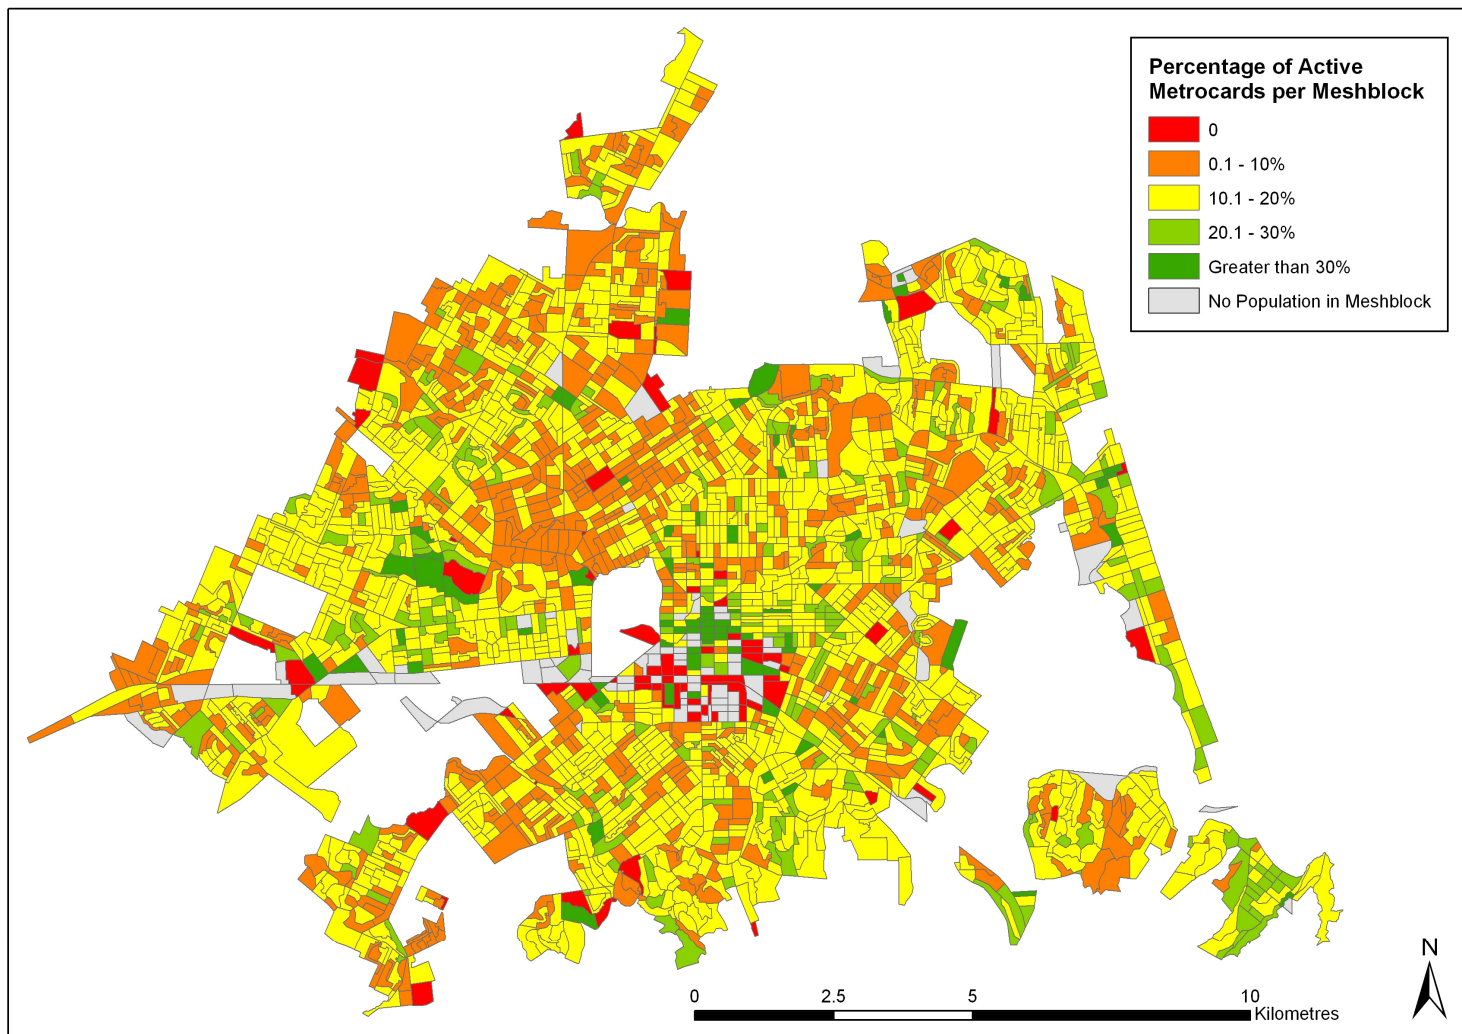 Percentage of Active
Metrocards per Meshblock
0
0.1 - 10%
10.1 - 20%
20.1 - 30%
Greater than 30%
No Population in Meshblock
N
0 2.5 5 10
Kilometres